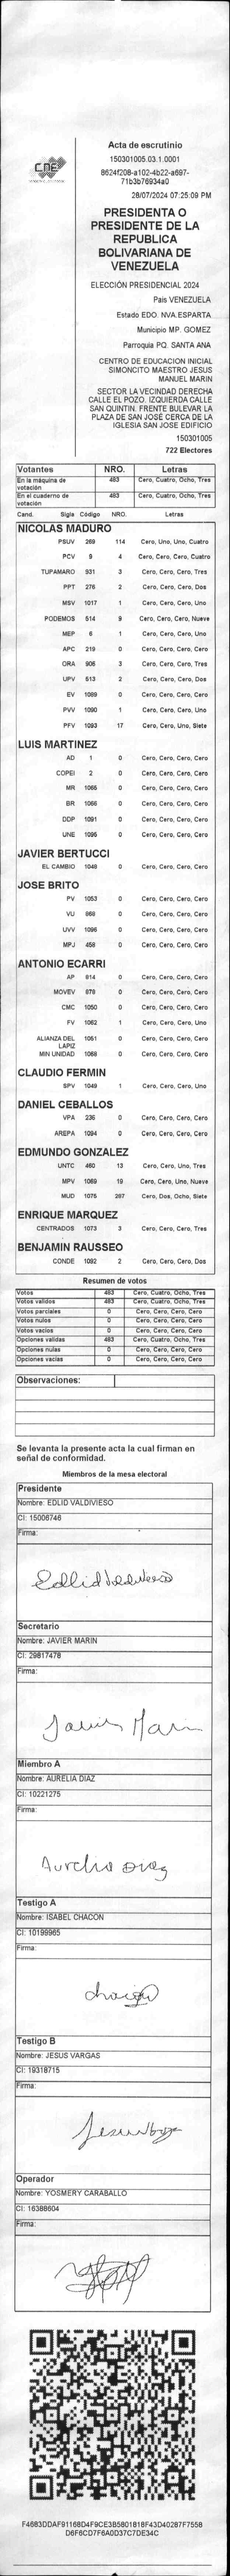 CNE
Acta de escrutinio
150301005.03.1.0001
8624f208-a102-4b22-a697-
71b3b76934a0
28/07/2024 07:25:09 PM
PRESIDENTA O
PRESIDENTE DE LA
REPUBLICA
BOLIVARIANA DE
VENEZUELA
ELECCIÓN PRESIDENCIAL 2024
País VENEZUELA
Estado EDO. NVA.ESPARTA
Municipio MP. GOMEZ
Parroquia PQ. SANTA ANA
CENTRO DE EDUCACION INICIAL
SIMONCITO MAESTRO JESUS
MANUEL MARIN
SECTOR LA VECINDAD DERECHA
CALLE EL POZO. IZQUIERDA CALLE
SAN QUINTIN. FRENTE BULEVAR LA
PLAZA DE SAN JOSÉ CERCA DE LA
IGLESIA SAN JOSE EDIFICIO
150301005
722 Electores
Votantes NRO. Letras
En la máquina de votación 483 Cero, Cuatro, Ocho, Tres
En el cuaderno de votación 483 Cero, Cuatro, Ocho, Tres
Cand. Sigla Código NRO. Letras
NICOLAS MADURO
PSUV 269 114 Cero, Uno, Uno, Cuatro
PCV 9 4 Cero, Cero, Cero, Cuatro
TUPAMARO 931 3 Cero, Cero, Cero, Tres
PPT 276 2 Cero, Cero, Cero, Dos
MSV 1017 1 Cero, Cero, Cero, Uno
PODEMOS 514 9 Cero, Cero, Cero, Nueve
MEP 6 1 Cero, Cero, Cero, Uno
APC 219 0 Cero, Cero, Cero, Cero
ORA 906 3 Cero, Cero, Cero, Tres
UPV 513 2 Cero, Cero, Cero, Dos
EV 1089 0 Cero, Cero, Cero, Cero
PVV 1090 1 Cero, Cero, Cero, Uno
PFV 1093 17 Cero, Cero, Uno, Siete
LUIS MARTINEZ
AD 1 0 Cero, Cero, Cero, Cero
COPEI 2 0 Cero, Cero, Cero, Cero
MR 1065 0 Cero, Cero, Cero, Cero
BR 1066 0 Cero, Cero, Cero, Cero
DDP 1091 0 Cero, Cero, Cero, Cero
UNE 1095 0 Cero, Cero, Cero, Cero
JAVIER BERTUCCI
EL CAMBIO 1048 0 Cero, Cero, Cero, Cero
JOSE BRITO
PV 1053 0 Cero, Cero, Cero, Cero
VU 968 0 Cero, Cero, Cero, Cero
UVV 1096 0 Cero, Cero, Cero, Cero
MPJ 458 0 Cero, Cero, Cero, Cero
ANTONIO ECARRI
AP 814 0 Cero, Cero, Cero, Cero
MOVEV 879 0 Cero, Cero, Cero, Cero
CMC 1050 0 Cero, Cero, Cero, Cero
FV 1062 1 Cero, Cero, Cero, Uno
ALIANZA DEL LAPIZ 1051 0 Cero, Cero, Cero, Cero
MIN UNIDAD 1068 0 Cero, Cero, Cero, Cero
CLAUDIO FERMIN
SPV 1049 1 Cero, Cero, Cero, Uno
DANIEL CEBALLOS
VPA 236 0 Cero, Cero, Cero, Cero
AREPA 1094 0 Cero, Cero, Cero, Cero
EDMUNDO GONZALEZ
UNTC 460 13 Cero, Cero, Uno, Tres
MPV 1069 19 Cero, Cero, Uno, Nueve
MUD 1075 287 Cero, Dos, Ocho, Siete
ENRIQUE MARQUEZ
CENTRADOS 1073 3 Cero, Cero, Cero, Tres
BENJAMIN RAUSSEO
CONDE 1092 2 Cero, Cero, Cero, Dos
Resumen de votos
Votos 483 Cero, Cuatro, Ocho, Tres
Votos validos 483 Cero, Cuatro, Ocho, Tres
Votos parciales 0 Cero, Cero, Cero, Cero
Votos nulos 0 Cero, Cero, Cero, Cero
Votos vacios 0 Cero, Cero, Cero, Cero
Opciones validas 483 Cero, Cuatro, Ocho, Tres
Opciones nulas 0 Cero, Cero, Cero, Cero
Opciones vacias 0 Cero, Cero, Cero, Cero
Observaciones:
Se levanta la presente acta la cual firman en
señal de conformidad.
Miembros de la mesa electoral
Presidente
Nombre: EDLID VALDIVIESO
CI: 15006746
Firma:
Edlid Valdivieso
Secretario
Nombre: JAVIER MARIN
CI: 29817478
Firma:
Javier Marin
Miembro A
Nombre: AURELIA DIAZ
CI: 10221275
Firma:
Aurelia Diaz
Testigo A
Nombre: ISABEL CHACON
CI: 10199965
Firma:
Testigo B
Nombre: JESUS VARGAS
CI: 19318715
Firma:
Operador
Nombre: YOSMERY CARABALLO
CI: 16388604
Firma:
F4683DDAF91168D4F9CE3B5801818F43D40287F7558
D6F6CD7F6A0D37C7DE34C